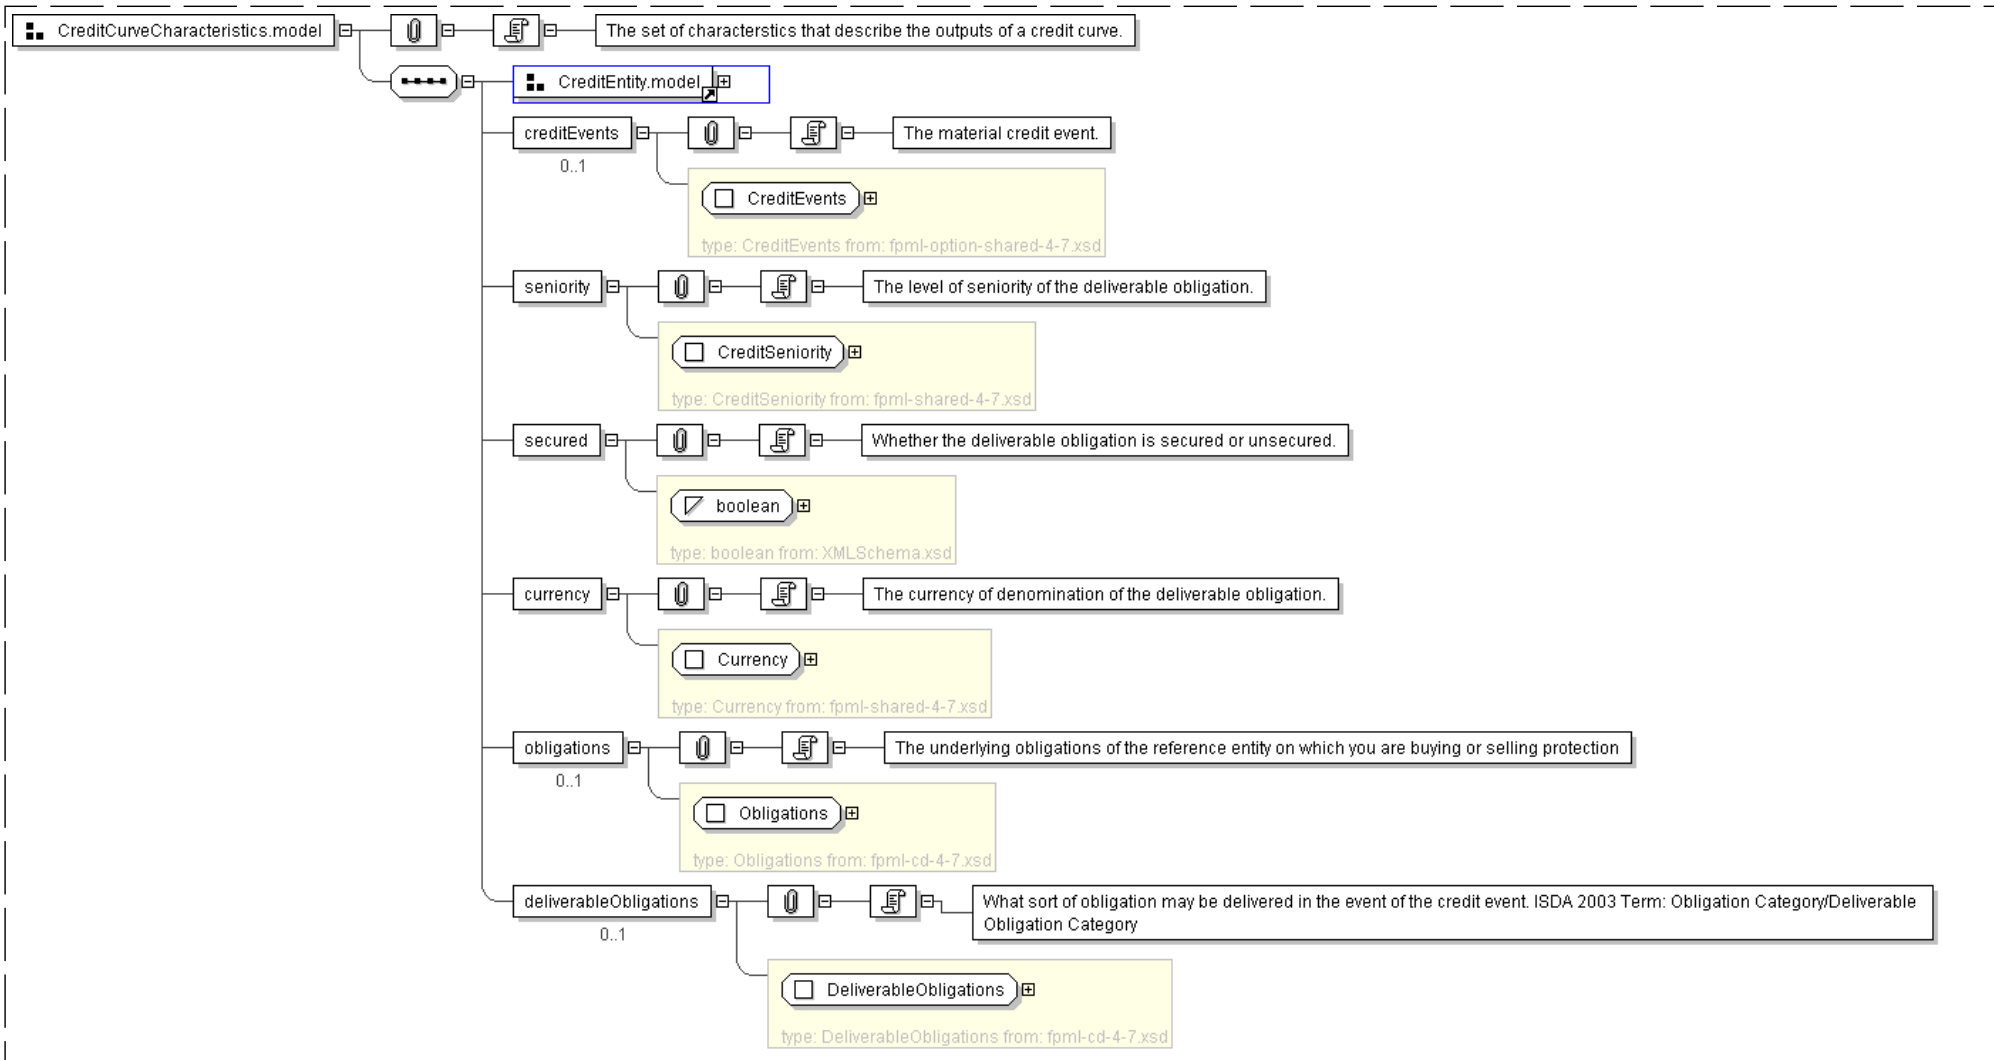 CreditCurveCharacteristics.model
The set of characterstics that describe the outputs of a credit curve.
CreditEntity.model
creditEvents
The material credit event.
0..1
CreditEvents
type: CreditEvents from: fpml-option-shared-4-7.xsd
seniority
The level of seniority of the deliverable obligation.
CreditSeniority
type: CreditSeniority from: fpml-shared-4-7.xsd
secured
Whether the deliverable obligation is secured or unsecured.
boolean
type: boolean from: XMLSchema.xsd
currency
The currency of denomination of the deliverable obligation.
Currency
type: Currency from: fpml-shared-4-7.xsd
obligations
The underlying obligations of the reference entity on which you are buying or selling protection
0..1
Obligations
type: Obligations from: fpml-cd-4-7.xsd
deliverableObligations
What sort of obligation may be delivered in the event of the credit event. ISDA 2003 Term: Obligation Category/Deliverable
Obligation Category
0..1
DeliverableObligations
type: DeliverableObligations from: fpml-cd-4-7.xsd